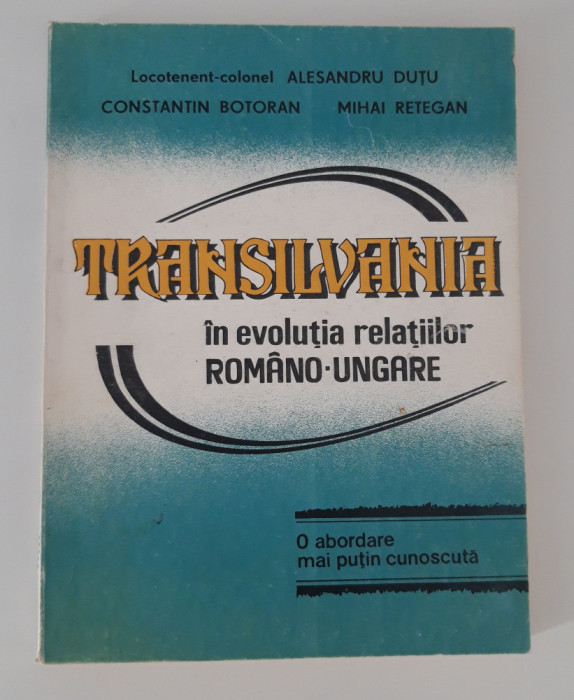 Locotenent-colonel ALESANDRU DUȚU
CONSTANTIN BOTORAN MIHAI RETEGAN
TRANSILVANIA
în evoluția relațiilor
ROMÂNO·UNGARE
O abordare
mai puțin cunoscută